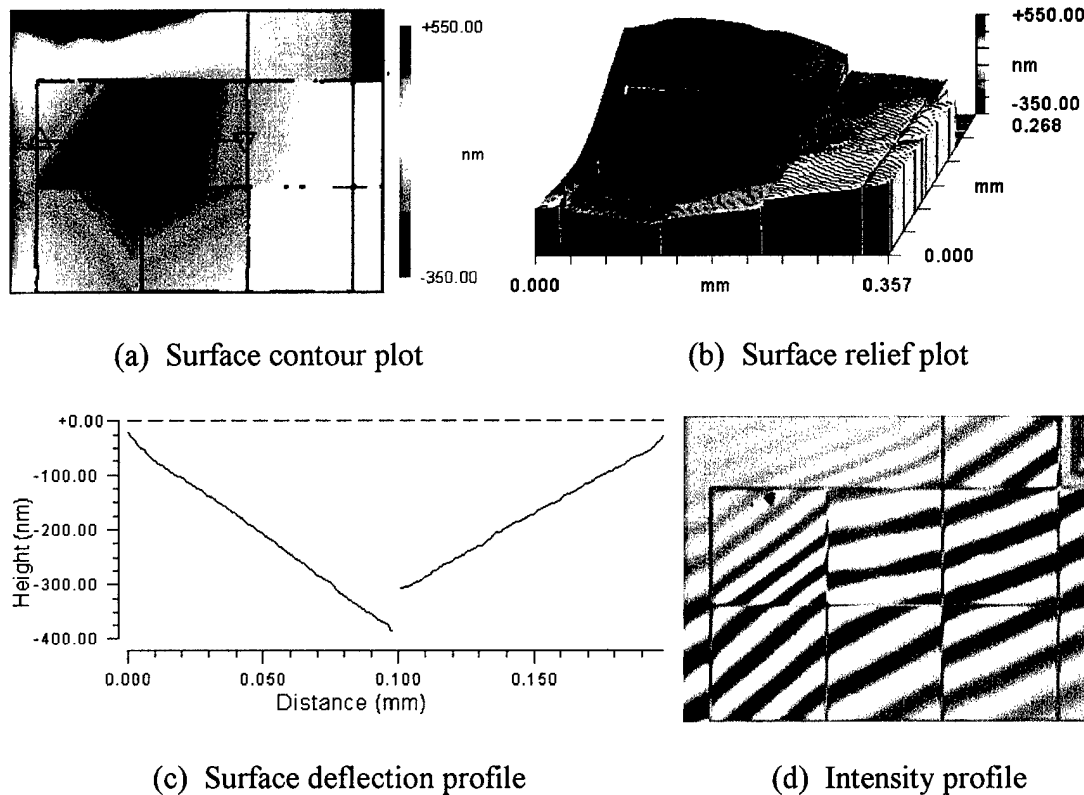 +550.00
nm
-350.00
+550.00
nm
-350.00
0.268
mm
0.000
0.000
mm
0.357
(a) Surface contour plot
(b) Surface relief plot
+0.00
-100.00
-200.00
-300.00
-400.00
Height (nm)
0.000
0.050
0.100
0.150
Distance (mm)
(c) Surface deflection profile
(d) Intensity profile